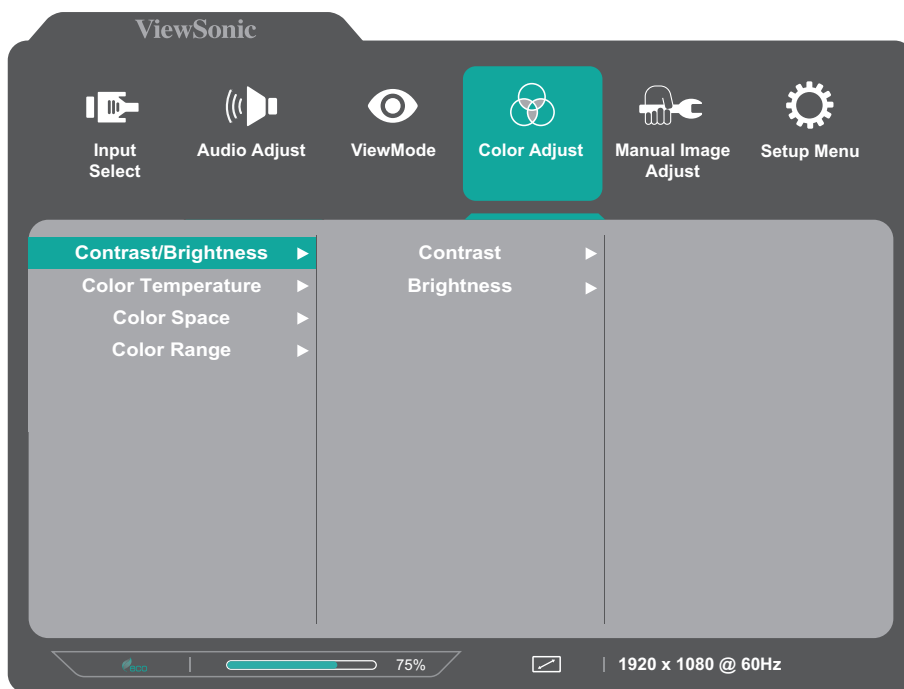 ViewSonic
Input
Select
Audio Adjust
ViewMode
Color Adjust
Manual Image
Adjust
Setup Menu
Contrast/Brightness
Color Temperature
Color Space
Color Range
Contrast
Brightness
eco
75%
1920 x 1080 @ 60Hz